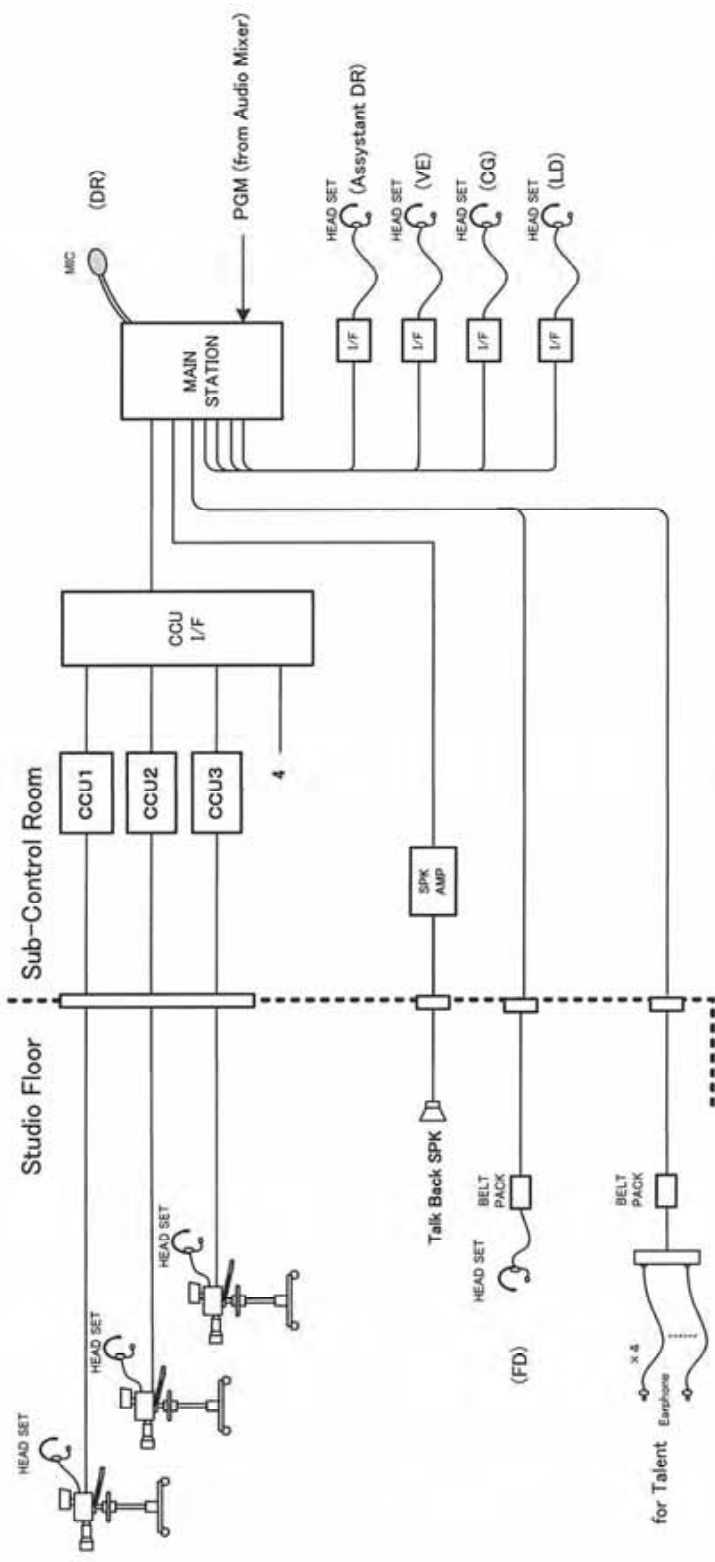 Studio Floor
Sub-Control Room
HEAD SET
HEAD SET
HEAD SET
CCU1
CCU2
CCU3
4
CCU
I/F
MAIN
STATION
MIC
(DR)
PGM (from Audio Mixer)
Talk Back SPK
SPK
AMP
HEAD SET
(Assystant DR)
I/F
HEAD SET
(VE)
I/F
HEAD SET
(CG)
I/F
HEAD SET
(LD)
I/F
(FD)
HEAD SET
BELT
PACK
for Talent
Earphone
×4
BELT
PACK